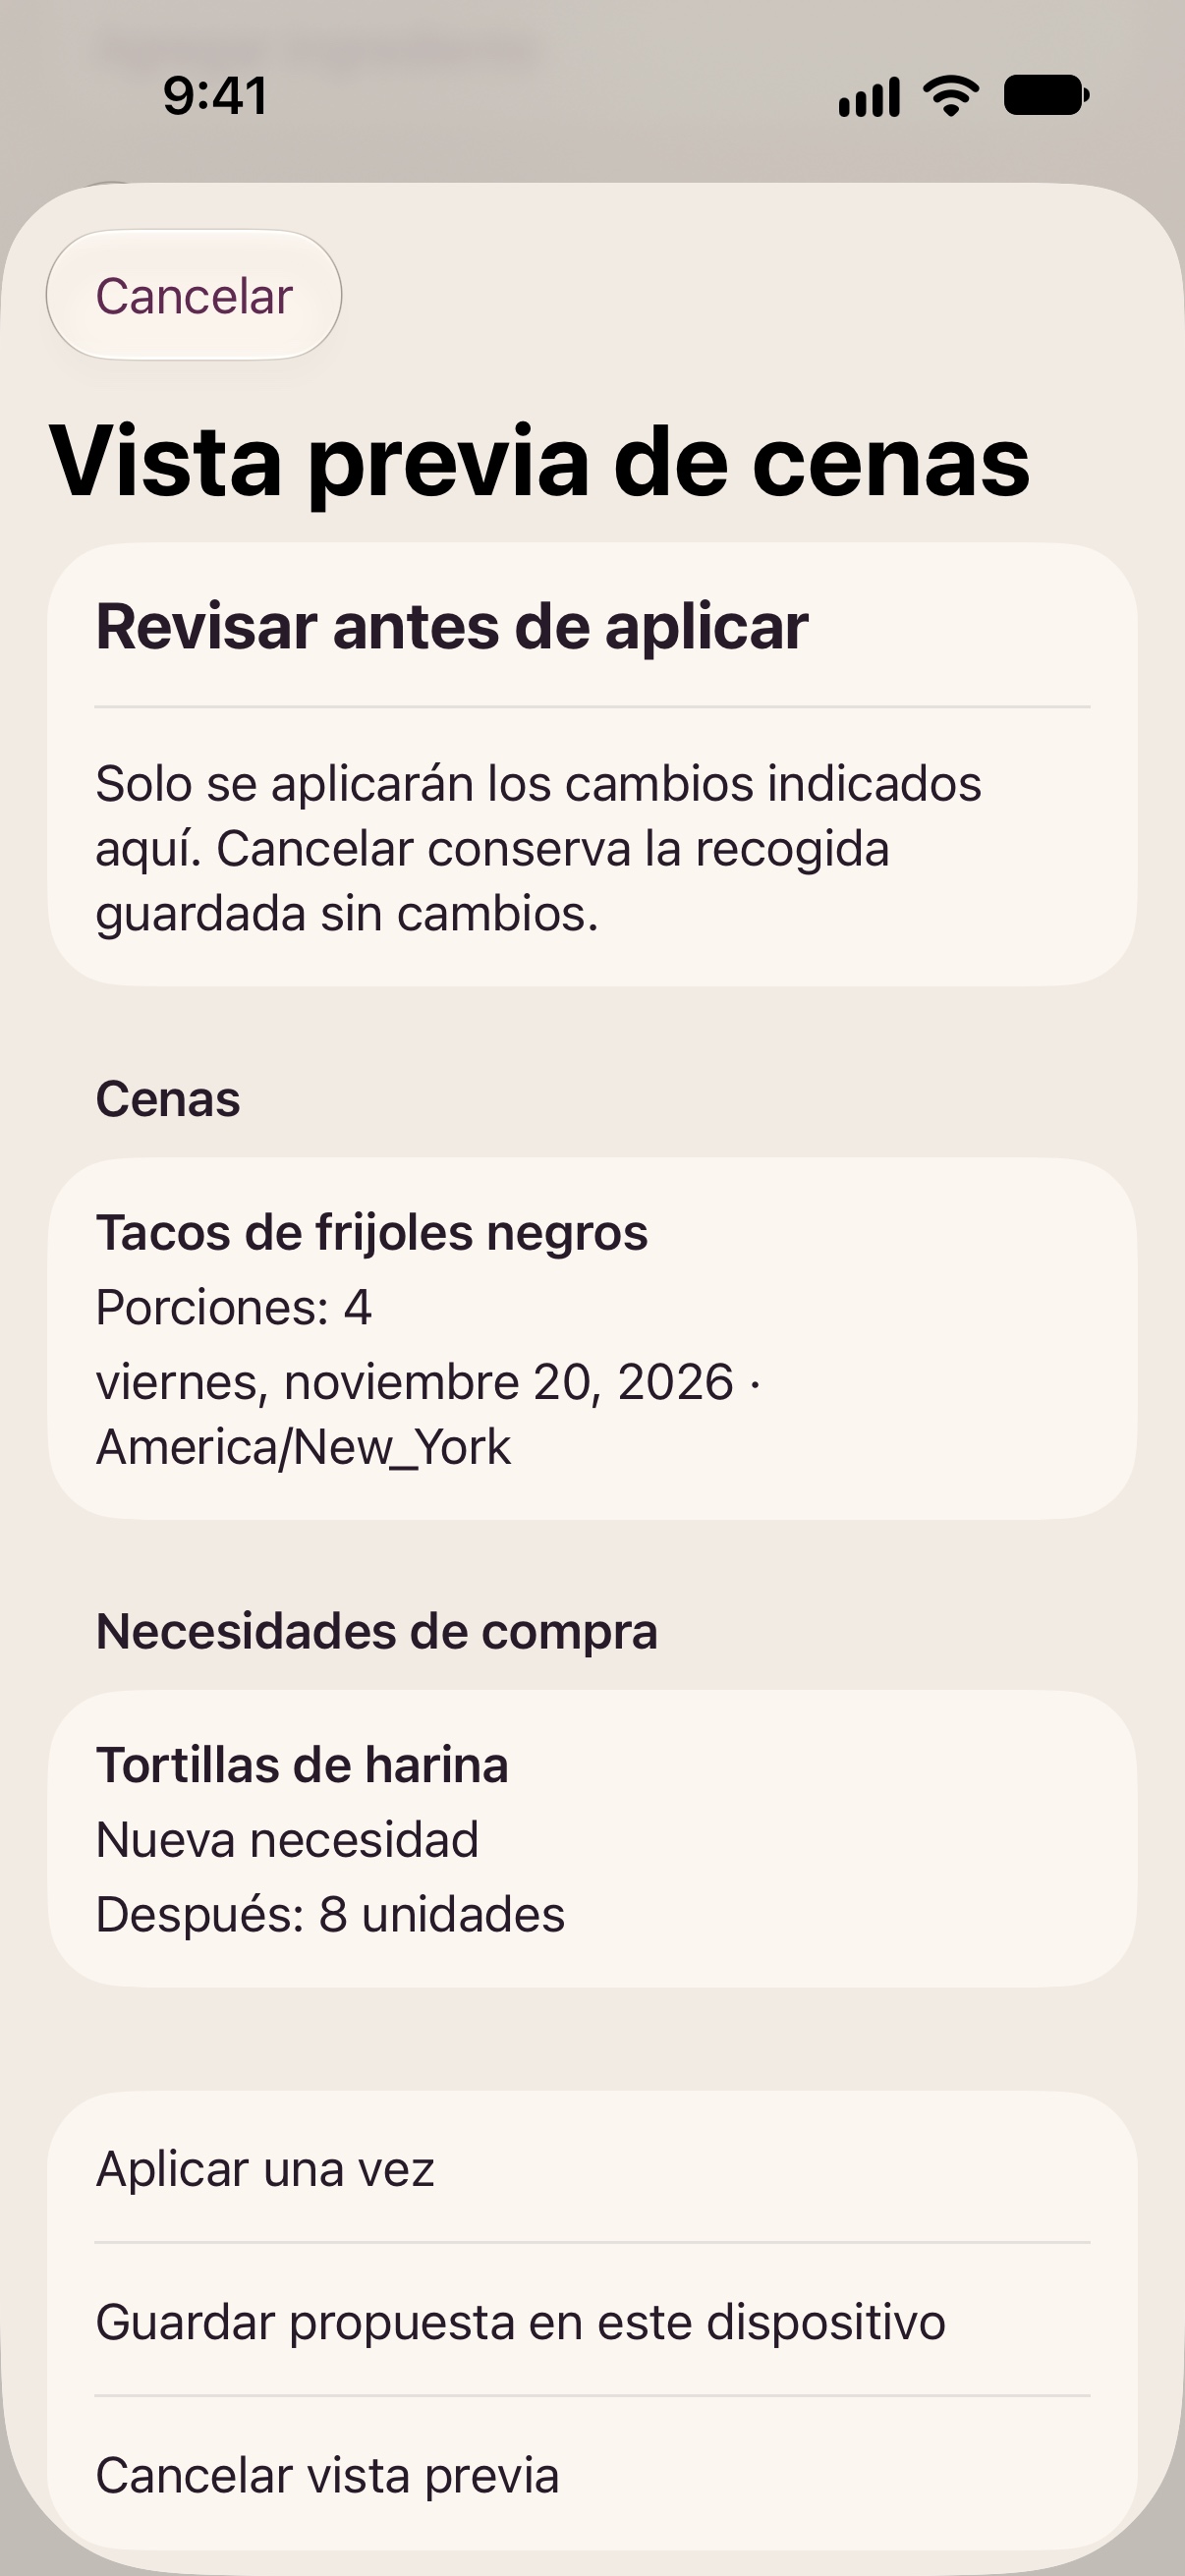 9:41
Cancelar
Vista previa de cenas
Revisar antes de aplicar
Solo se aplicarán los cambios indicados
aquí. Cancelar conserva la recogida
guardada sin cambios.
Cenas
Tacos de frijoles negros
Porciones: 4
viernes, noviembre 20, 2026 ·
America/New_York
Necesidades de compra
Tortillas de harina
Nueva necesidad
Después: 8 unidades
Aplicar una vez
Guardar propuesta en este dispositivo
Cancelar vista previa